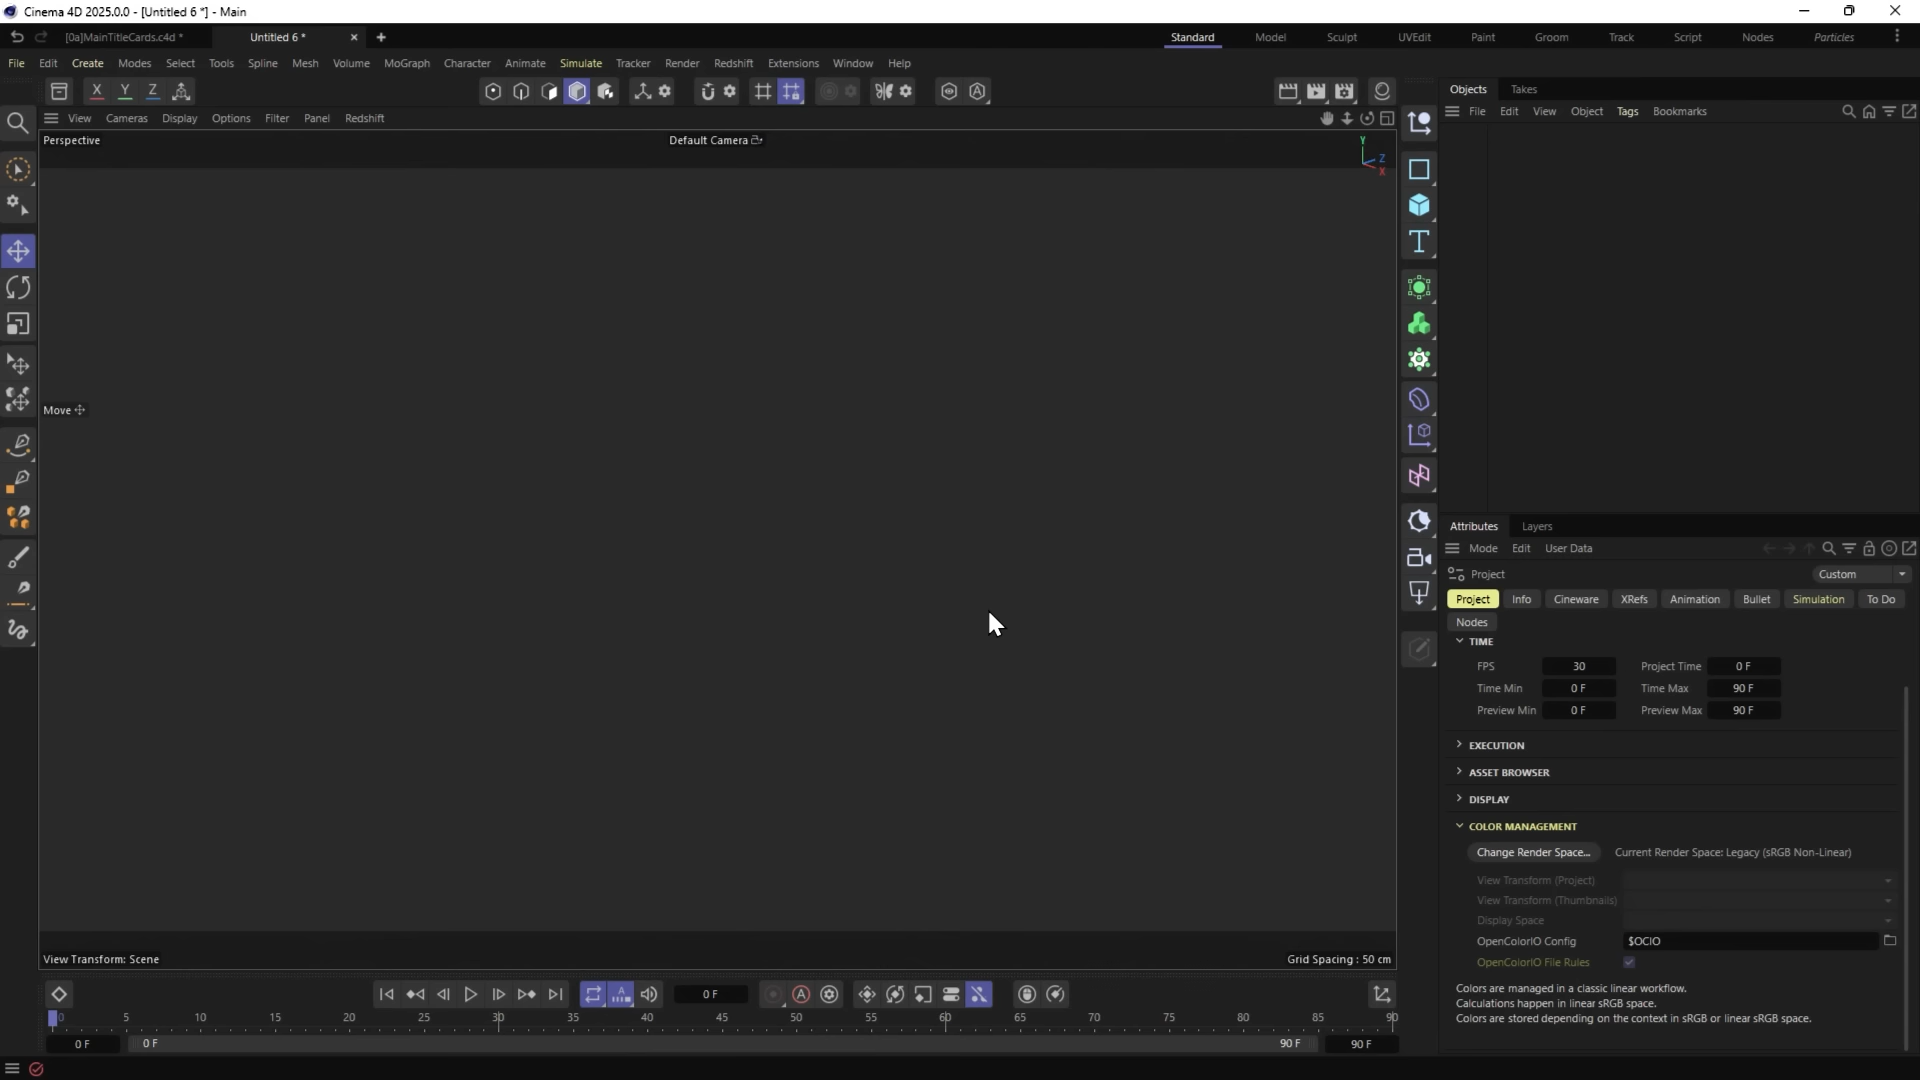 Cinema 4D 2025.0.0 - [Untitled 6 *] - Main
[0a]MainTitleCards.c4d *
Untitled 6 *
Standard
Model
Sculpt
UVEdit
Paint
Groom
Track
Script
Nodes
Particles
File
Edit
Create
Modes
Select
Tools
Spline
Mesh
Volume
MoGraph
Character
Animate
Simulate
Tracker
Render
Redshift
Extensions
Window
Help
X
Y
Z
Objects
Takes
View
Cameras
Display
Options
Filter
Panel
Redshift
File
Edit
View
Object
Tags
Bookmarks
Perspective
Default Camera
Y
Z
X
Move
Attributes
Layers
Mode
Edit
User Data
Project
Custom
Project
Info
Cineware
XRefs
Animation
Bullet
Simulation
To Do
Nodes
TIME
FPS
30
Project Time
0 F
Time Min
0 F
Time Max
90 F
Preview Min
0 F
Preview Max
90 F
EXECUTION
ASSET BROWSER
DISPLAY
COLOR MANAGEMENT
Change Render Space...
Current Render Space: Legacy (sRGB Non-Linear)
View Transform (Project)
View Transform (Thumbnails)
Display Space
OpenColorIO Config
$OCIO
OpenColorIO File Rules
Colors are managed in a classic linear workflow.
Calculations happen in linear sRGB space.
Colors are stored depending on the context in sRGB or linear sRGB space.
View Transform: Scene
Grid Spacing : 50 cm
A
0 F
A
0
5
10
15
20
25
30
35
40
45
50
55
60
65
70
75
80
85
90
0 F
0 F
90 F
90 F